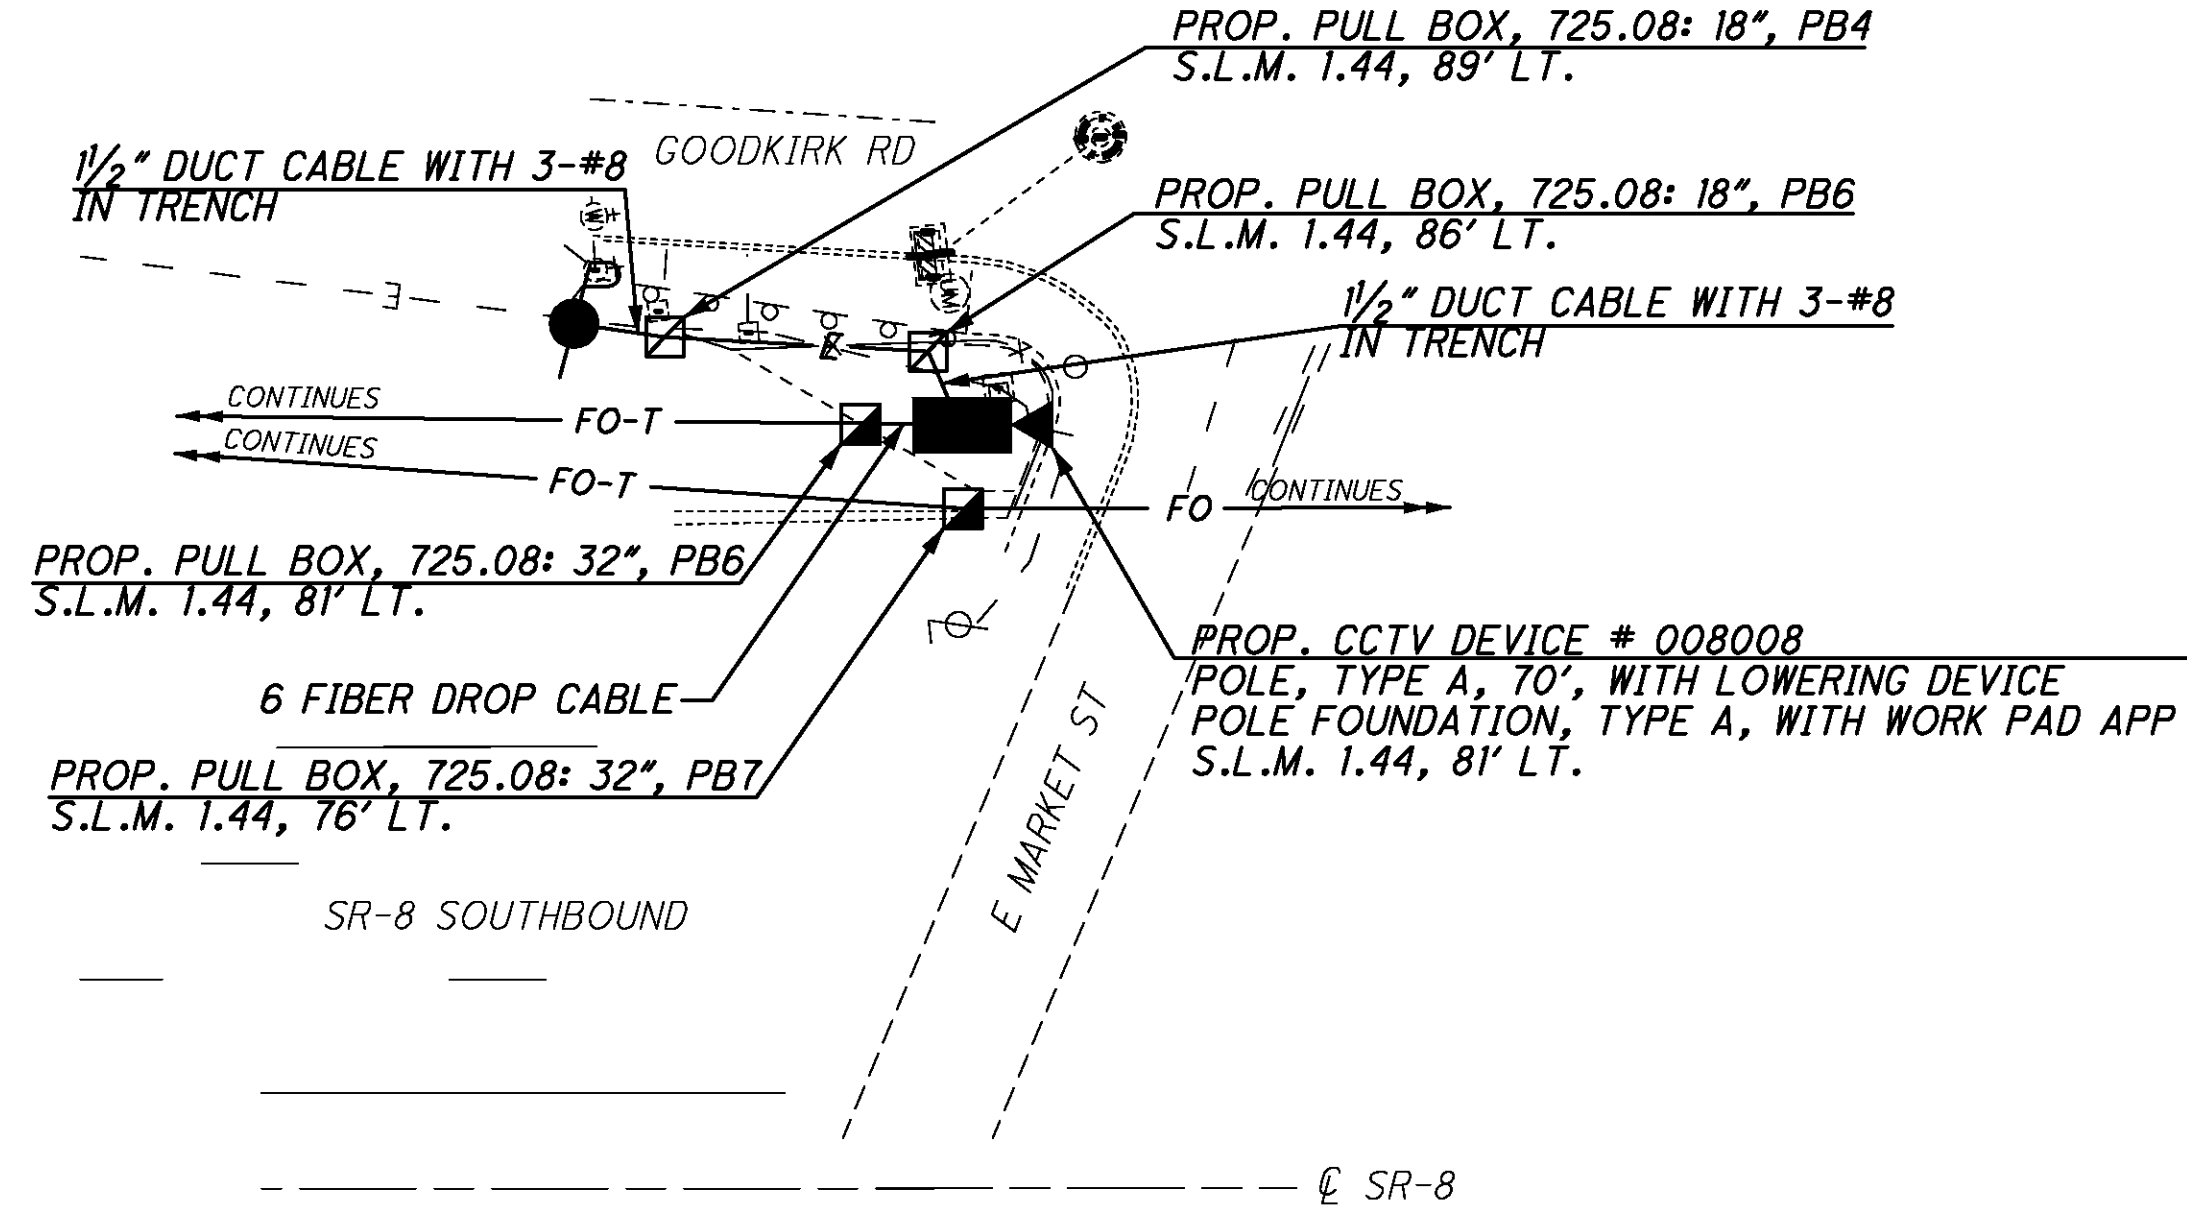 PROP. PULL BOX, 725.08: 18", PB4
S.L.M. 1.44, 89' LT.
GOODKIRK RD
1 1/2" DUCT CABLE WITH 3-#8
IN TRENCH
PROP. PULL BOX, 725.08: 18", PB6
S.L.M. 1.44, 86' LT.
1 1/2" DUCT CABLE WITH 3-#8
IN TRENCH
CONTINUES
FO-T
CONTINUES
FO-T
CONTINUES
FO
PROP. PULL BOX, 725.08: 32", PB6
S.L.M. 1.44, 81' LT.
PROP. CCTV DEVICE # 008008
POLE, TYPE A, 70', WITH LOWERING DEVICE
POLE FOUNDATION, TYPE A, WITH WORK PAD APP
S.L.M. 1.44, 81' LT.
6 FIBER DROP CABLE
PROP. PULL BOX, 725.08: 32", PB7
S.L.M. 1.44, 76' LT.
E MARKET ST
SR-8 SOUTHBOUND
℄ SR-8